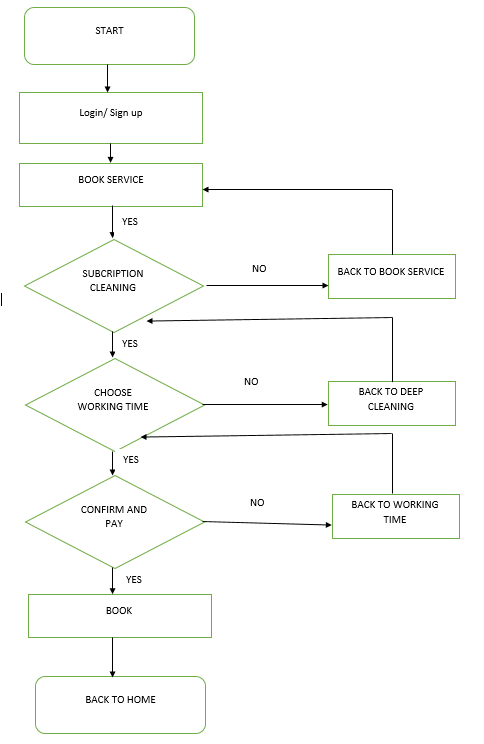 START
Login/ Sign up
BOOK SERVICE
YES
SUBCRIPTION
CLEANING
NO
BACK TO BOOK SERVICE
YES
CHOOSE
WORKING TIME
NO
BACK TO DEEP
CLEANING
YES
CONFIRM AND
PAY
NO
BACK TO WORKING
TIME
YES
BOOK
BACK TO HOME